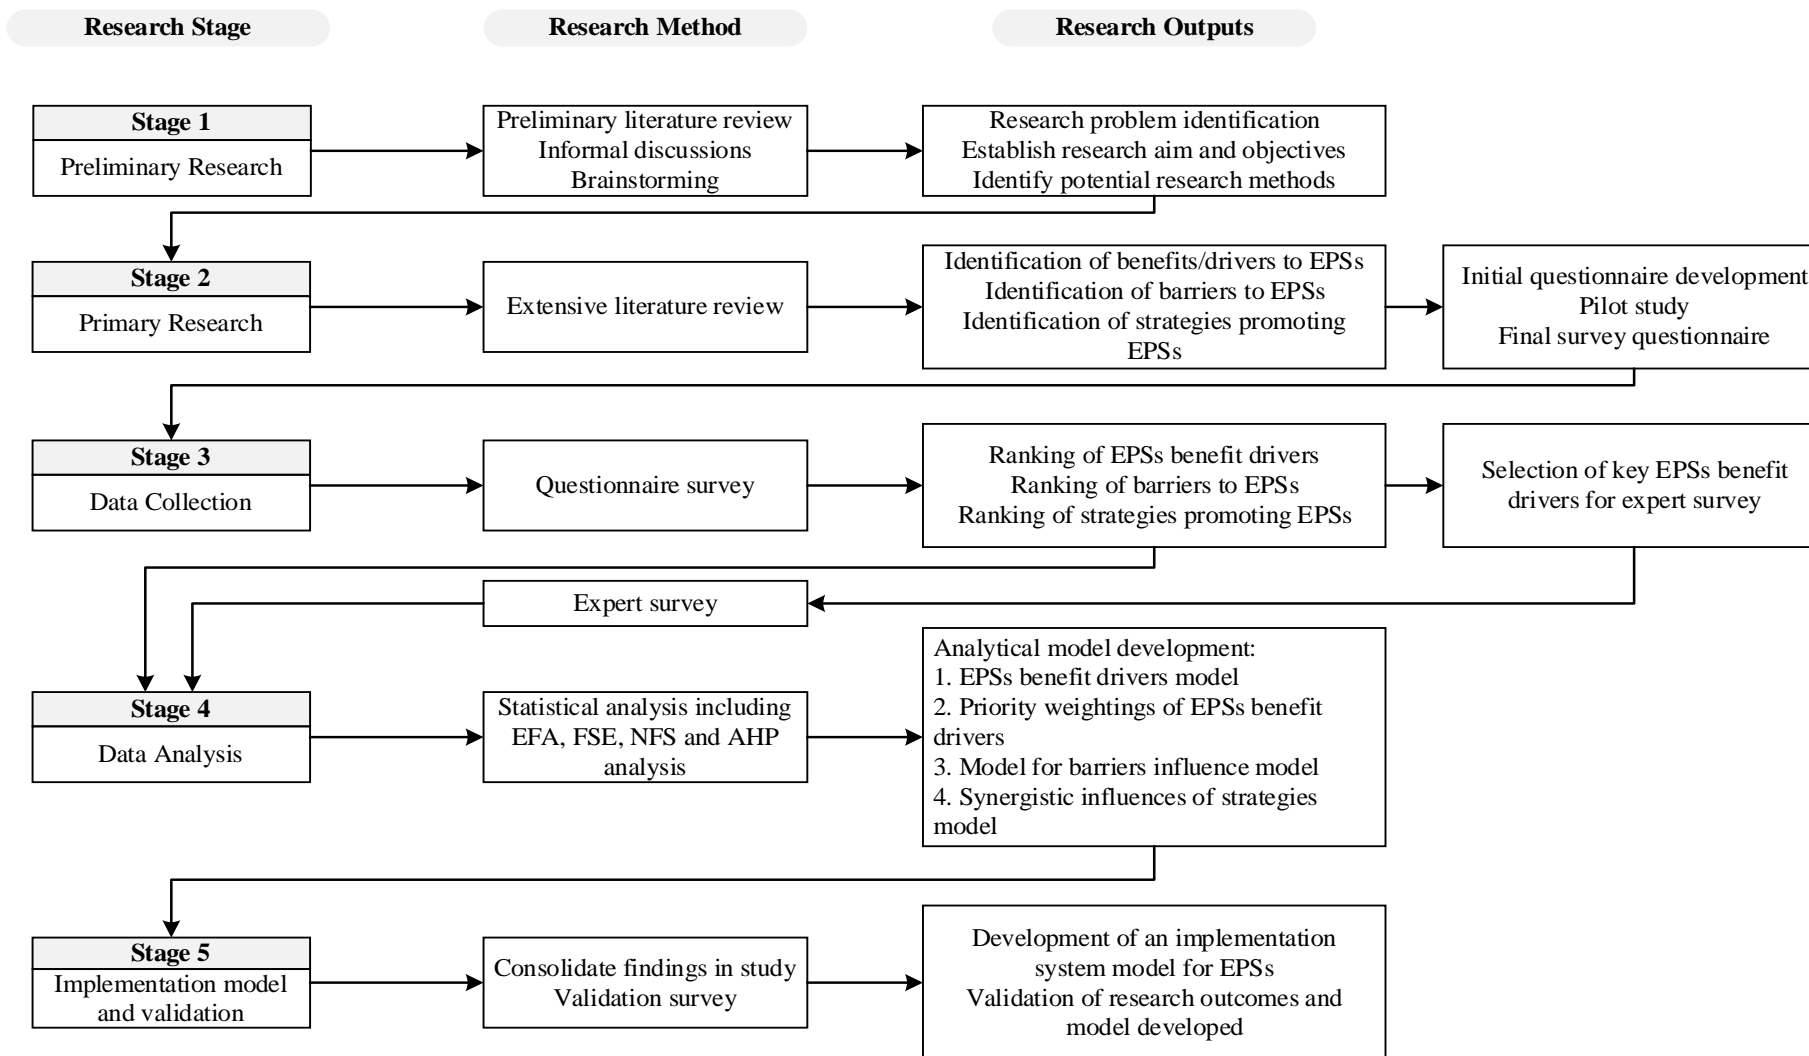 Research Stage
Research Method
Research Outputs
Stage 1
Preliminary Research
Preliminary literature review
Informal discussions
Brainstorming
Research problem identification
Establish research aim and objectives
Identify potential research methods
Stage 2
Primary Research
Extensive literature review
Identification of benefits/drivers to EPSs
Identification of barriers to EPSs
Identification of strategies promoting
EPSs
Initial questionnaire development
Pilot study
Final survey questionnaire
Stage 3
Data Collection
Questionnaire survey
Ranking of EPSs benefit drivers
Ranking of barriers to EPSs
Ranking of strategies promoting EPSs
Selection of key EPSs benefit
drivers for expert survey
Expert survey
Stage 4
Data Analysis
Statistical analysis including
EFA, FSE, NFS and AHP
analysis
Analytical model development:
1. EPSs benefit drivers model
2. Priority weightings of EPSs benefit
drivers
3. Model for barriers influence model
4. Synergistic influences of strategies
model
Stage 5
Implementation model
and validation
Consolidate findings in study
Validation survey
Development of an implementation
system model for EPSs
Validation of research outcomes and
model developed